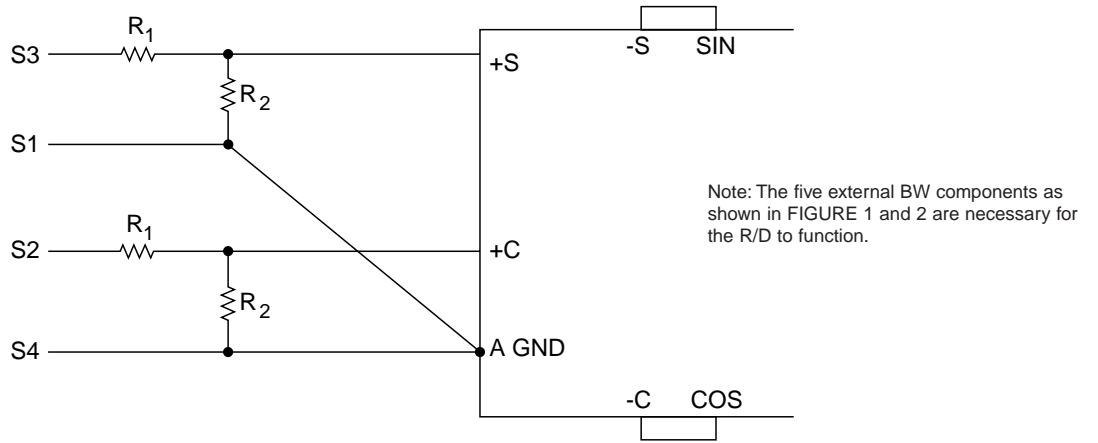 R1
-S SIN
S3
+S
R2
S1
Note: The five external BW components as
shown in FIGURE 1 and 2 are necessary for
the R/D to function.
R1
S2
+C
R2
S4
A GND
-C COS